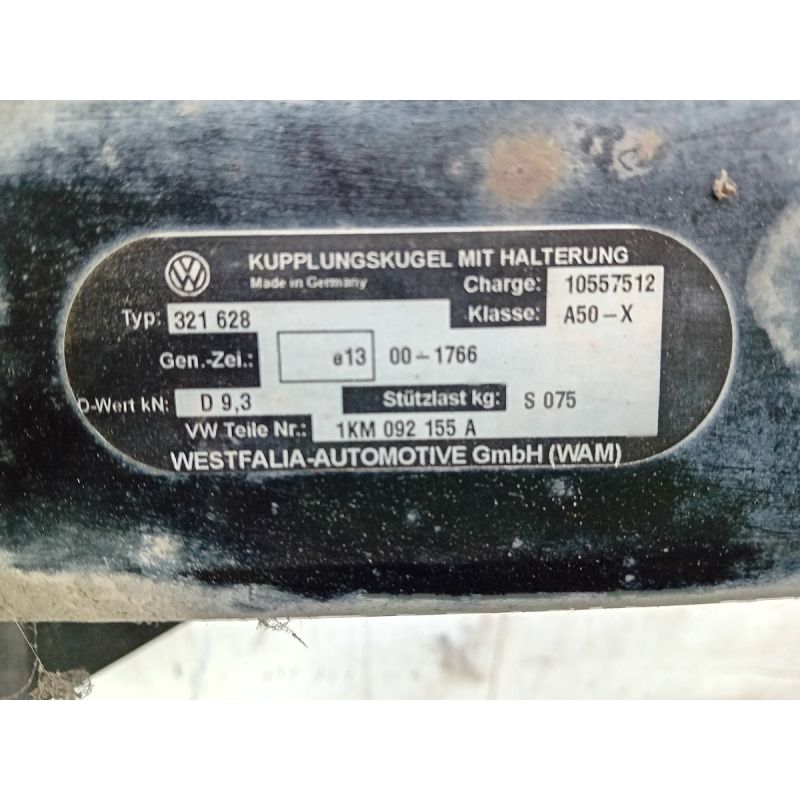 KUPPLUNGSKUGEL MIT HALTERUNG
Made in Germany Charge: 10557512
Typ: 321 628 Klasse: A50-X
Gen.-Zei.: e13 00-1766
D-Wert kN: D 9,3 Stützlast kg: S 075
VW Teile Nr.: 1KM 092 155 A
WESTFALIA-AUTOMOTIVE GmbH (WAM)